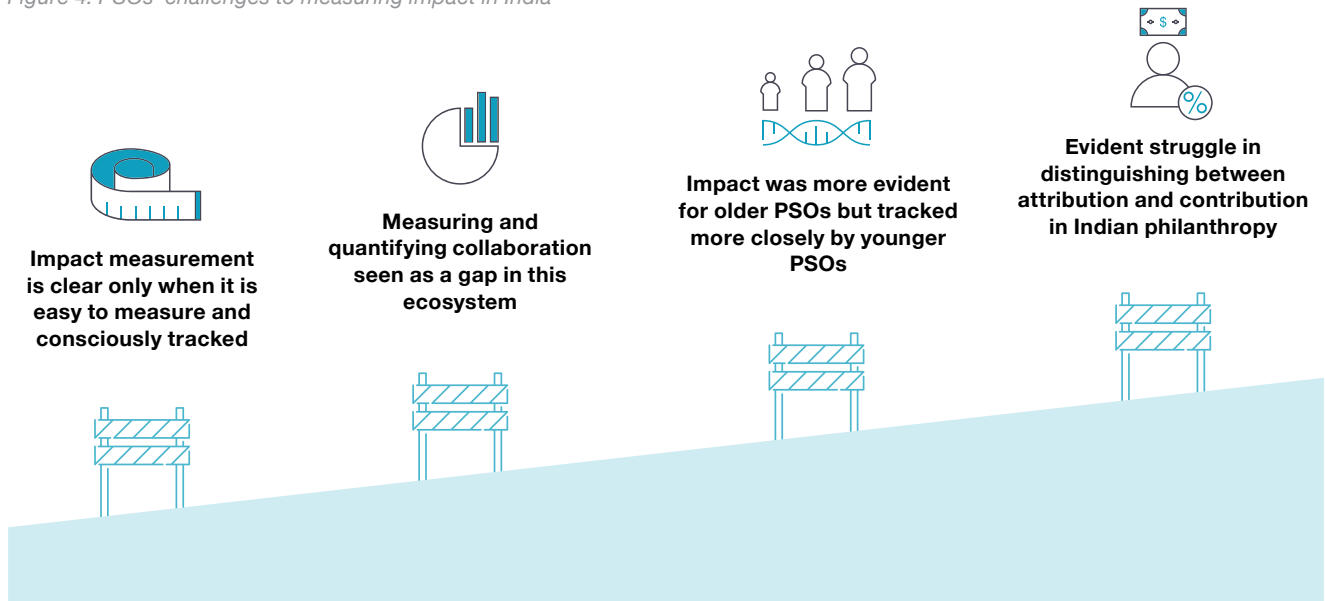 Figure 4: PSOs' challenges to measuring impact in India
Impact measurement
is clear only when it is
easy to measure and
consciously tracked
Measuring and
quantifying collaboration
seen as a gap in this
ecosystem
Impact was more evident
for older PSOs but tracked
more closely by younger
PSOs
$
%
Evident struggle in
distinguishing between
attribution and contribution
in Indian philanthropy